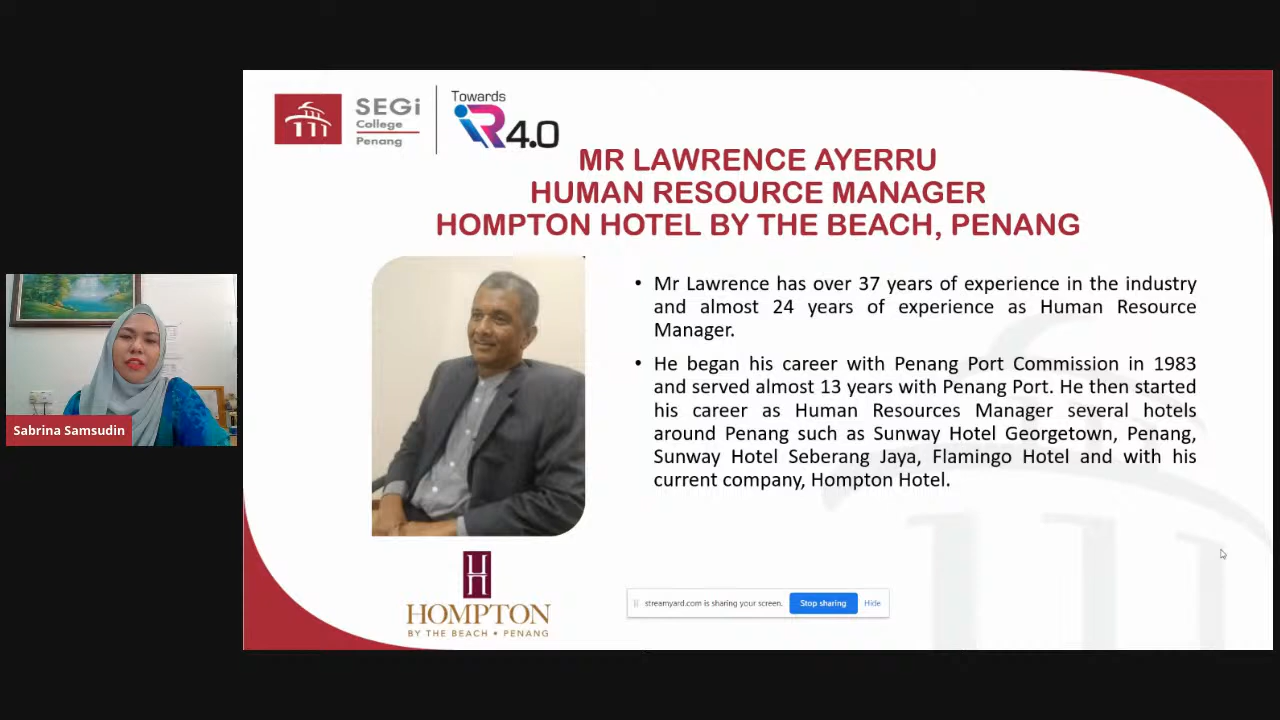 SEGi
College
Penang
Towards
iR4.0
MR LAWRENCE AYERRU
HUMAN RESOURCE MANAGER
HOMPTON HOTEL BY THE BEACH, PENANG
• Mr Lawrence has over 37 years of experience in the industry
and almost 24 years of experience as Human Resource
Manager.
• He began his career with Penang Port Commission in 1983
and served almost 13 years with Penang Port. He then started
his career as Human Resources Manager several hotels
around Penang such as Sunway Hotel Georgetown, Penang,
Sunway Hotel Seberang Jaya, Flamingo Hotel and with his
current company, Hompton Hotel.
Sabrina Samsudin
H
HOMPTON
BY THE BEACH • PENANG
streamyard.com is sharing your screen. Stop sharing Hide